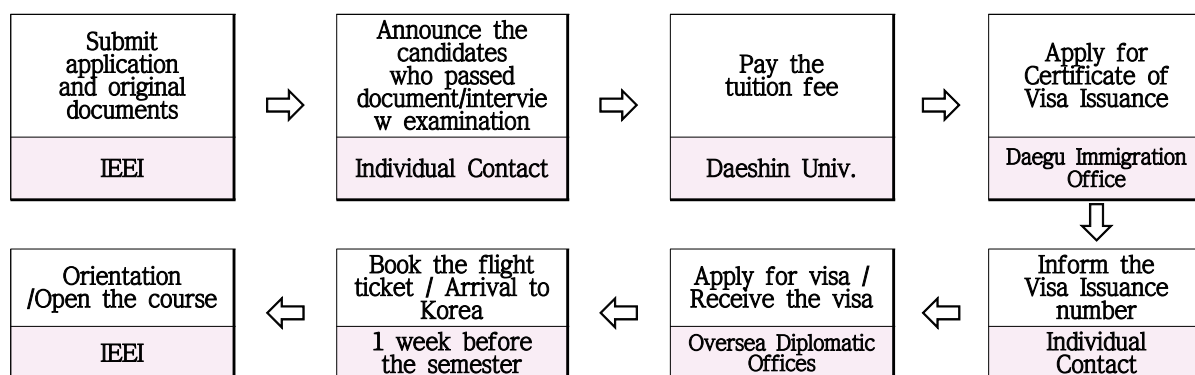 Submit
application
and original
documents
IEEI
Announce the
candidates
who passed
document/intervie
w examination
Individual Contact
Pay the
tuition fee
Daeshin Univ.
Apply for
Certificate of
Visa Issuance
Daegu Immigration
Office
Inform the
Visa Issuance
number
Individual
Contact
Apply for visa /
Receive the visa
Oversea Diplomatic
Offices
Book the flight
ticket / Arrival to
Korea
1 week before
the semester
Orientation
/Open the course
IEEI